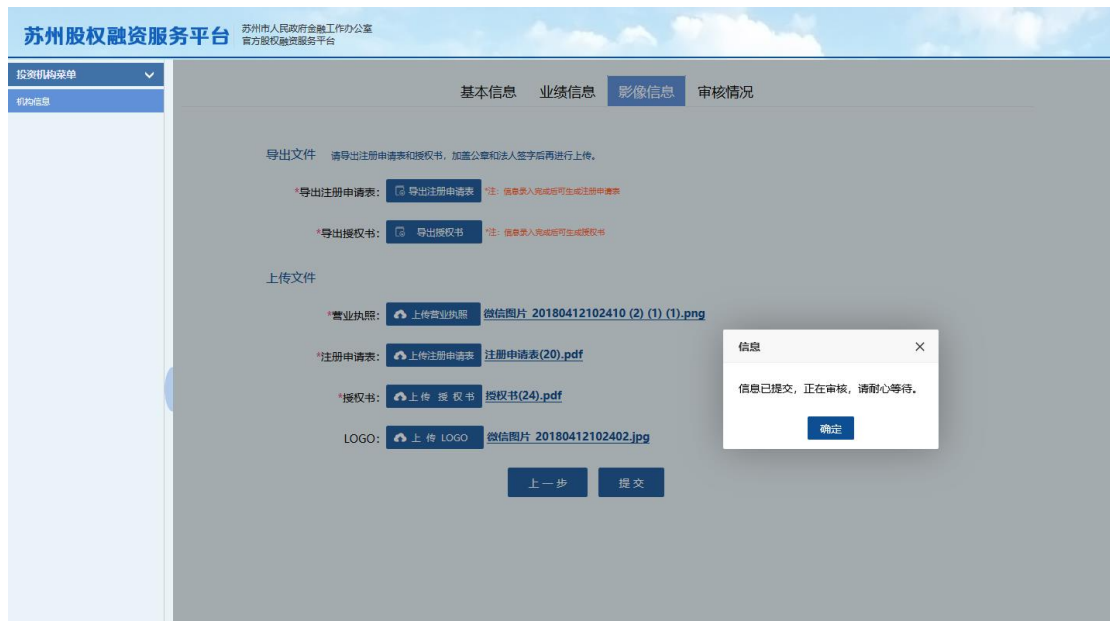 苏州股权融资服务平台
苏州市人民政府金融工作办公室
官方股权融资服务平台
投资机构菜单
机构信息
基本信息 业绩信息 影像信息 审核情况
导出文件 请导出注册申请表和授权书，加盖公章和法人签字后再进行上传。
*导出注册申请表： 导出注册申请表 *注：信息录入完成后可生成注册申请表
*导出授权书： 导出授权书 *注：信息录入完成后可生成授权书
上传文件
*营业执照： 上传营业执照 微信图片_20180412102410 (2) (1) (1).png
*注册申请表： 上传注册申请表 注册申请表(20).pdf
*授权书： 上传 授 权 书 授权书(24).pdf
LOGO： 上 传 LOGO 微信图片_20180412102402.jpg
上一步 提 交
信息
信息已提交，正在审核，请耐心等待。
确定